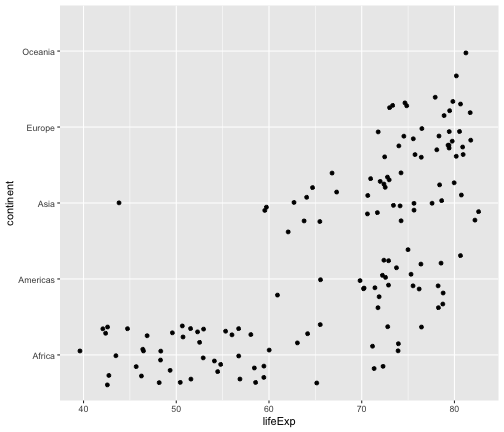 Oceania
Europe
Asia
Americas
Africa
continent
40 50 60 70 80
lifeExp